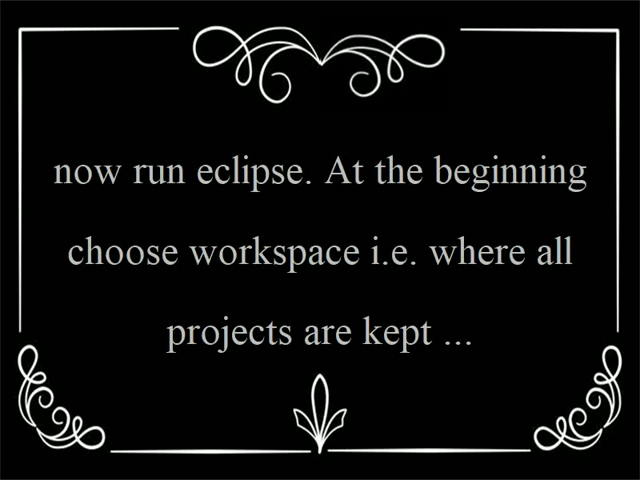 now run eclipse. At the beginning
choose workspace i.e. where all
projects are kept ...